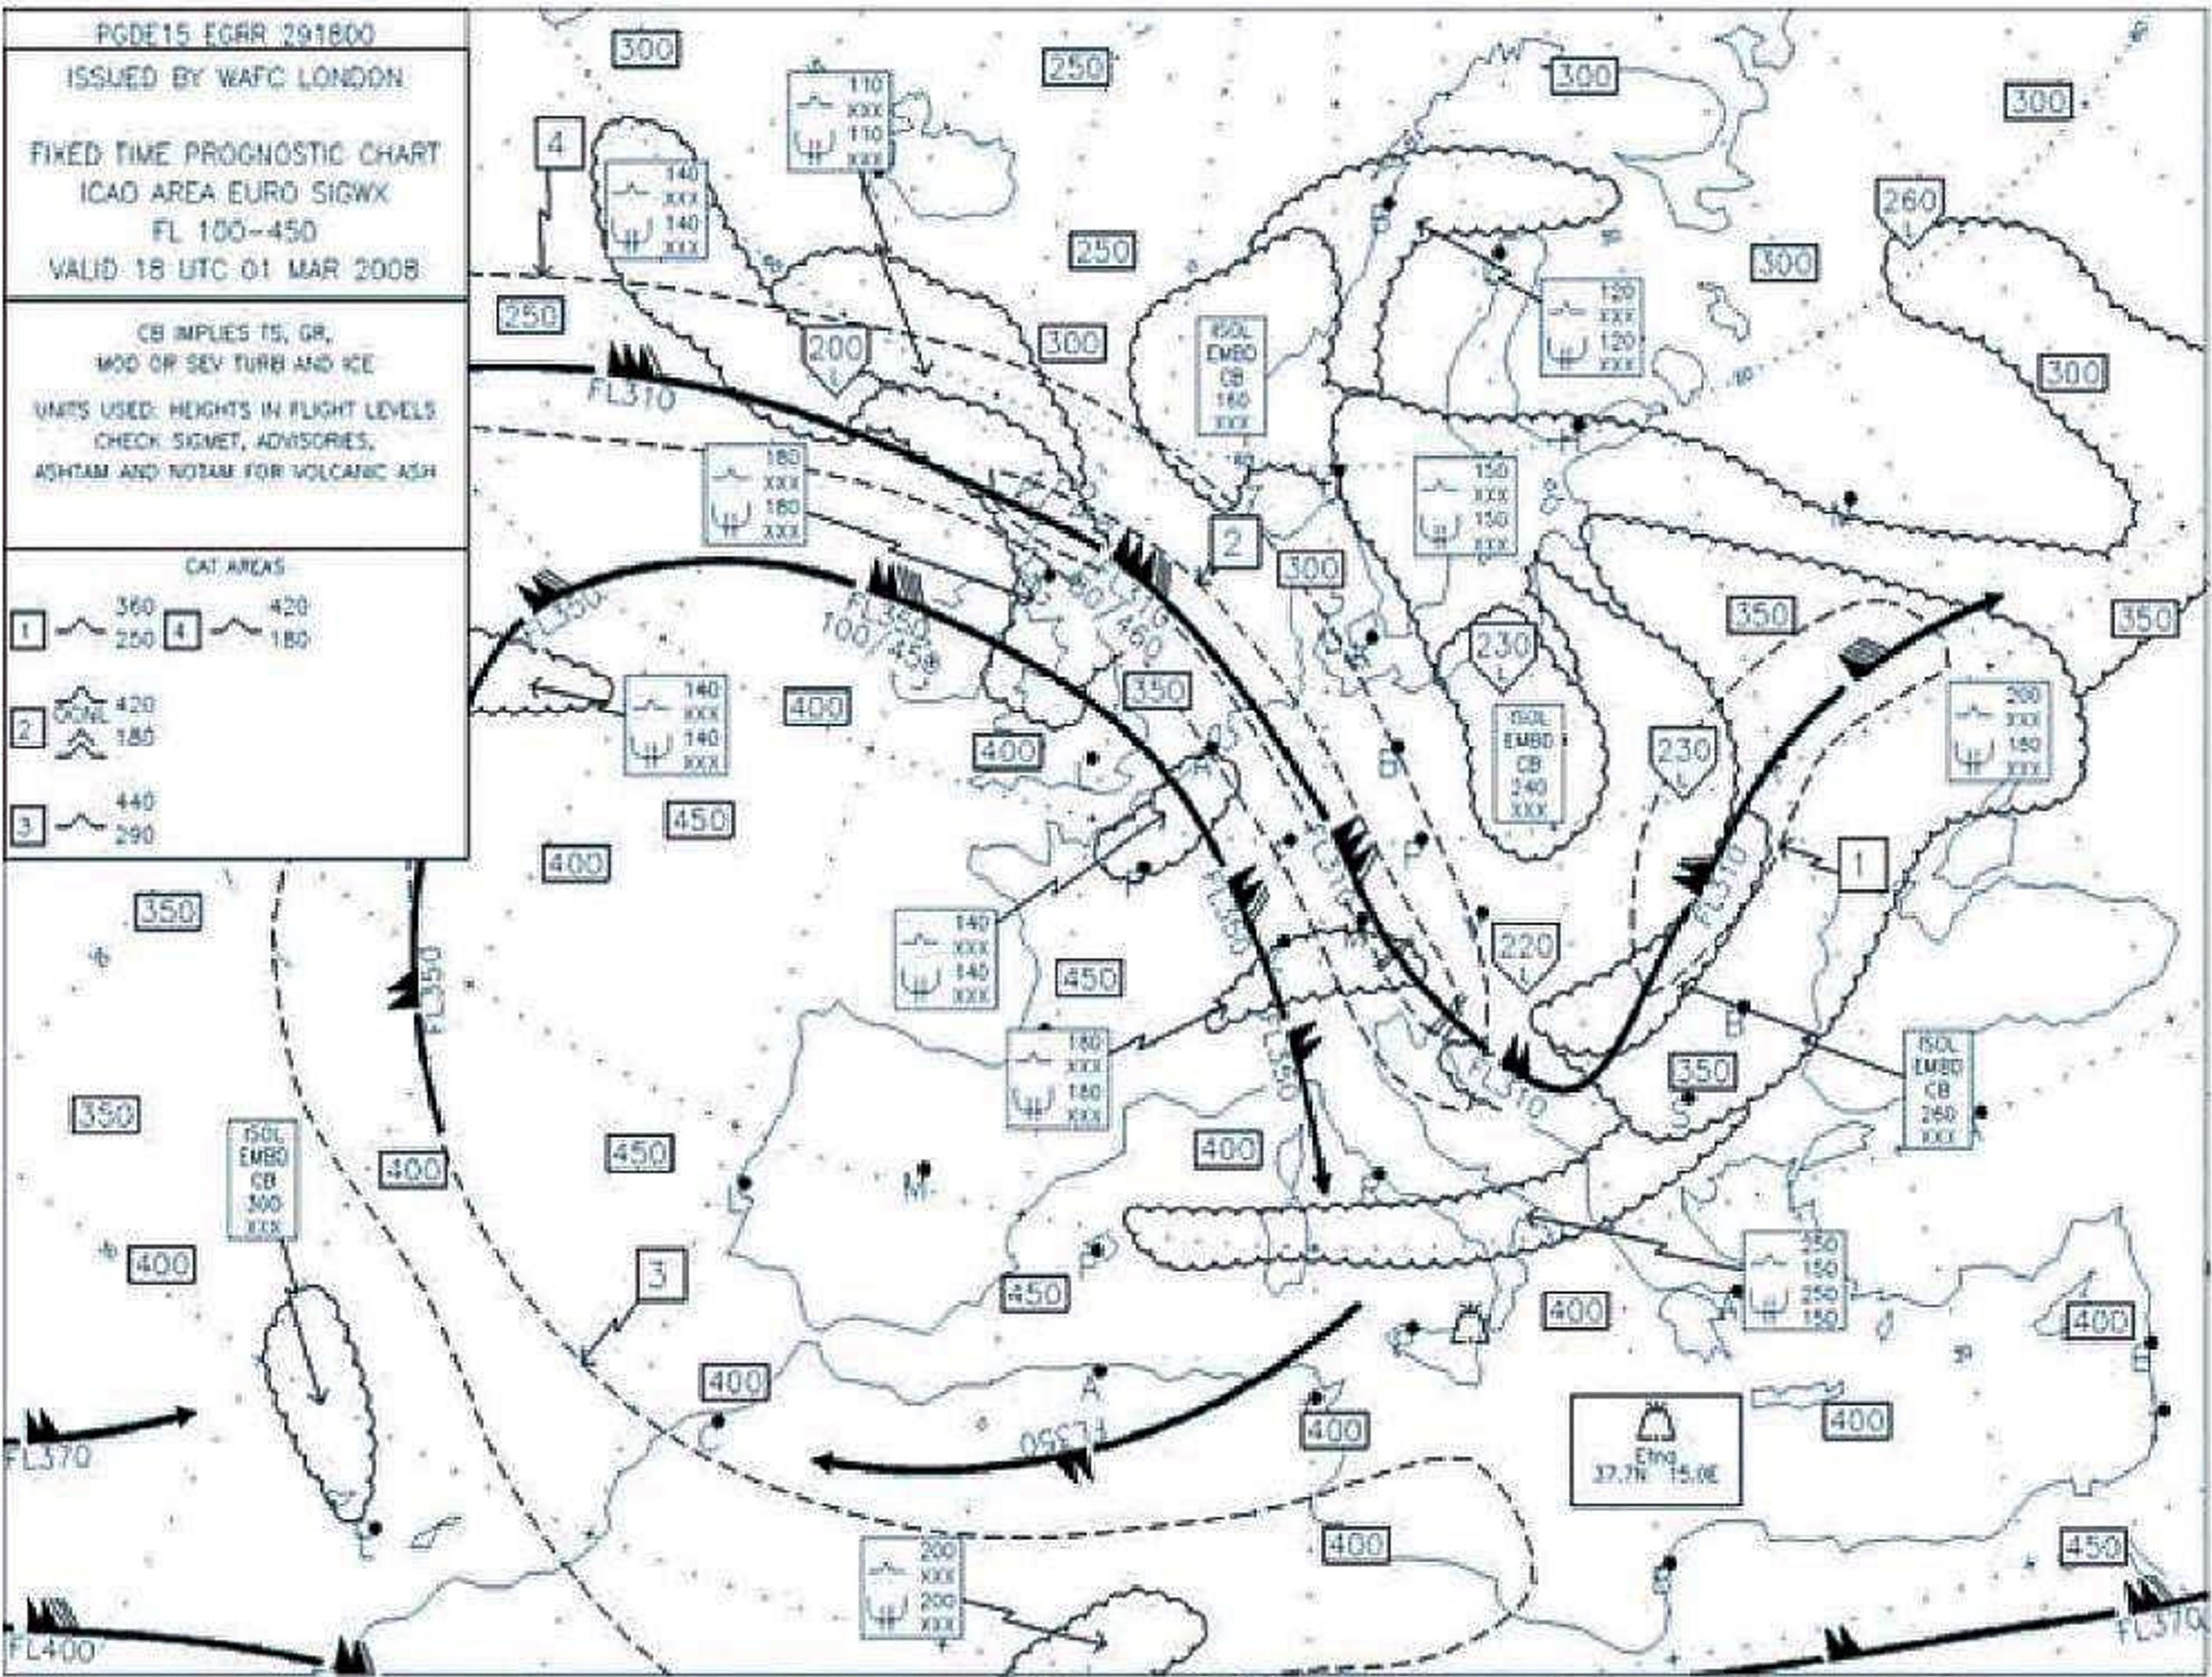 PGDE15 EGRR 291800
ISSUED BY WAFC LONDON
FIXED TIME PROGNOSTIC CHART
ICAO AREA EURO SIGWX
FL 100-450
VALID 18 UTC 01 MAR 2008
CB IMPLIES TS, GR,
MOD OR SEV TURB AND ICE
UNITS USED: HEIGHTS IN FLIGHT LEVELS
CHECK SIGMET, ADVISORIES,
ASHTAM AND NOTAM FOR VOLCANIC ASH
CAT AREAS
1 360 4 420
250 180
2 OCNL 420
180
3 440
290
300
250
300
300
4
110
XXX
110
XXX
140
XXX
140
XXX
260
250
300
250
120
XXX
120
XXX
200
300
ISOL
EMBD
CB
180
XXX
300
FL310
180
XXX
180
XXX
150
XXX
150
XXX
2
300
FL310
80/460
FL350
FL350
100/450
350
350
230
140
XXX
140
XXX
400
350
400
ISOL
EMBD
CB
240
XXX
230
200
XXX
180
XXX
450
400
FL310
FL310
1
350
140
XXX
140
XXX
FL350
220
450
FL350
180
XXX
180
XXX
FL350
FL310
350
ISOL
EMBD
CB
260
XXX
350
ISOL
EMBD
CB
300
XXX
400
450
400
M
400
3
450
250
150
250
150
400
400
400
A
FL350
400
Etna
37.7N 15.0E
400
FL370
400
450
200
XXX
200
XXX
FL400
FL370